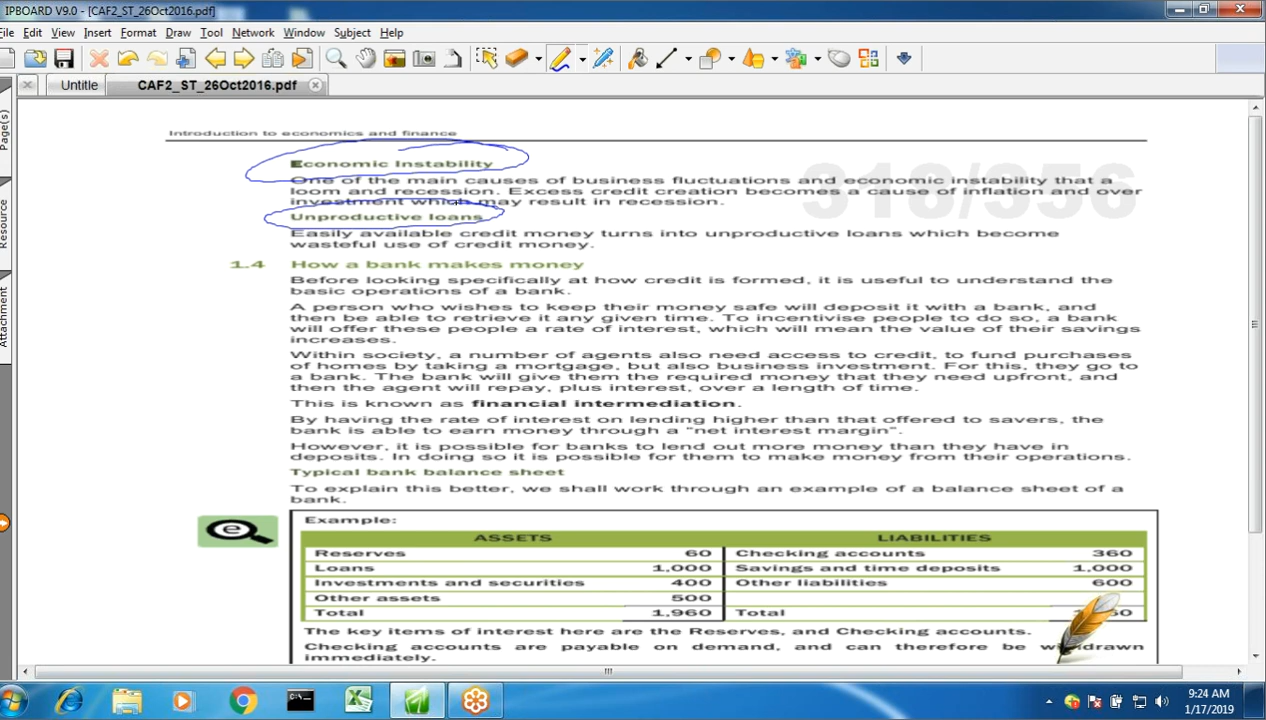 IPBOARD V9.0 - [CAF2_ST_26Oct2016.pdf]
File Edit View Insert Format Draw Tool Network Window Subject Help
Untitle CAF2_ST_26Oct2016.pdf
Page(s)
Resource
Attachment
318/356
Introduction to economics and finance
Economic Instability
One of the main causes of business fluctuations and economic instability that a
loom and recession. Excess credit creation becomes a cause of inflation and over
investment which may result in recession.
Unproductive loans
Easily available credit money turns into unproductive loans which become
wasteful use of credit money.
1.4 How a bank makes money
Before looking specifically at how credit is formed, it is useful to understand the
basic operations of a bank.
A person who wishes to keep their money safe will deposit it with a bank, and
then be able to retrieve it any given time. To incentivise people to do so, a bank
will offer these people a rate of interest, which will mean the value of their savings
increases.
Within society, a number of agents also need access to credit, to fund purchases
of homes by taking a mortgage, but also business investment. For this, they go to
a bank. The bank will give them the required money that they need upfront, and
then the agent will repay, plus interest, over a length of time.
This is known as financial intermediation.
By having the rate of interest on lending higher than that offered to savers, the
bank is able to earn money through a "net interest margin".
However, it is possible for banks to lend out more money than they have in
deposits. In doing so it is possible for them to make money from their operations.
Typical bank balance sheet
To explain this better, we shall work through an example of a balance sheet of a
bank.
Example:
ASSETS LIABILITIES
Reserves 60 Checking accounts 360
Loans 1,000 Savings and time deposits 1,000
Investments and securities 400 Other liabilities 600
Other assets 500
Total 1,960 Total
The key items of interest here are the Reserves, and Checking accounts.
Checking accounts are payable on demand, and can therefore be withdrawn
immediately.
9:24 AM
1/17/2019